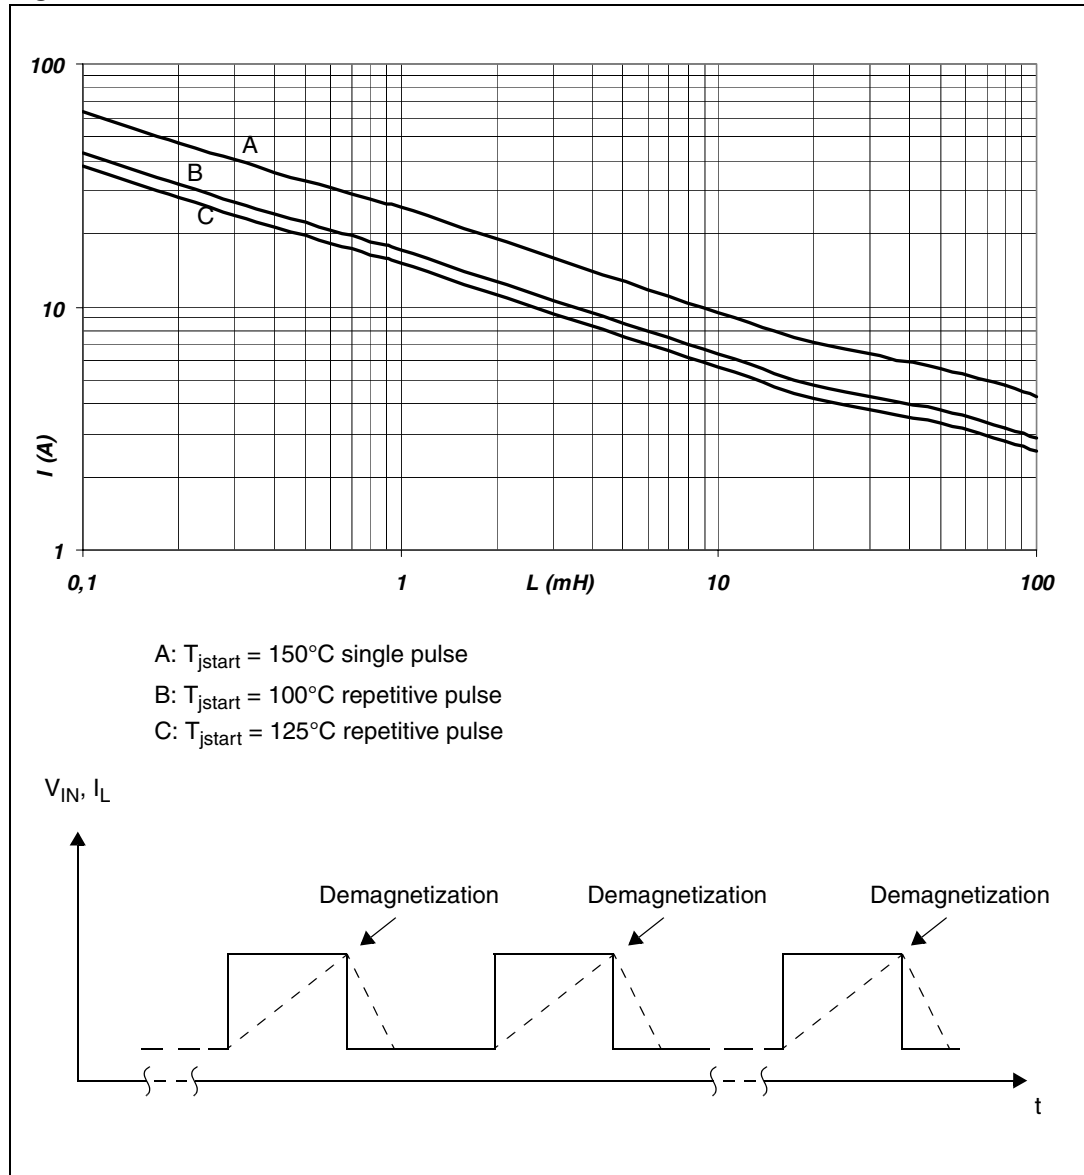 100
A
B
C
10
I (A)
1
0,1 1 L (mH) 10 100
A: Tjstart = 150°C single pulse
B: Tjstart = 100°C repetitive pulse
C: Tjstart = 125°C repetitive pulse
VIN, IL
Demagnetization Demagnetization Demagnetization
t